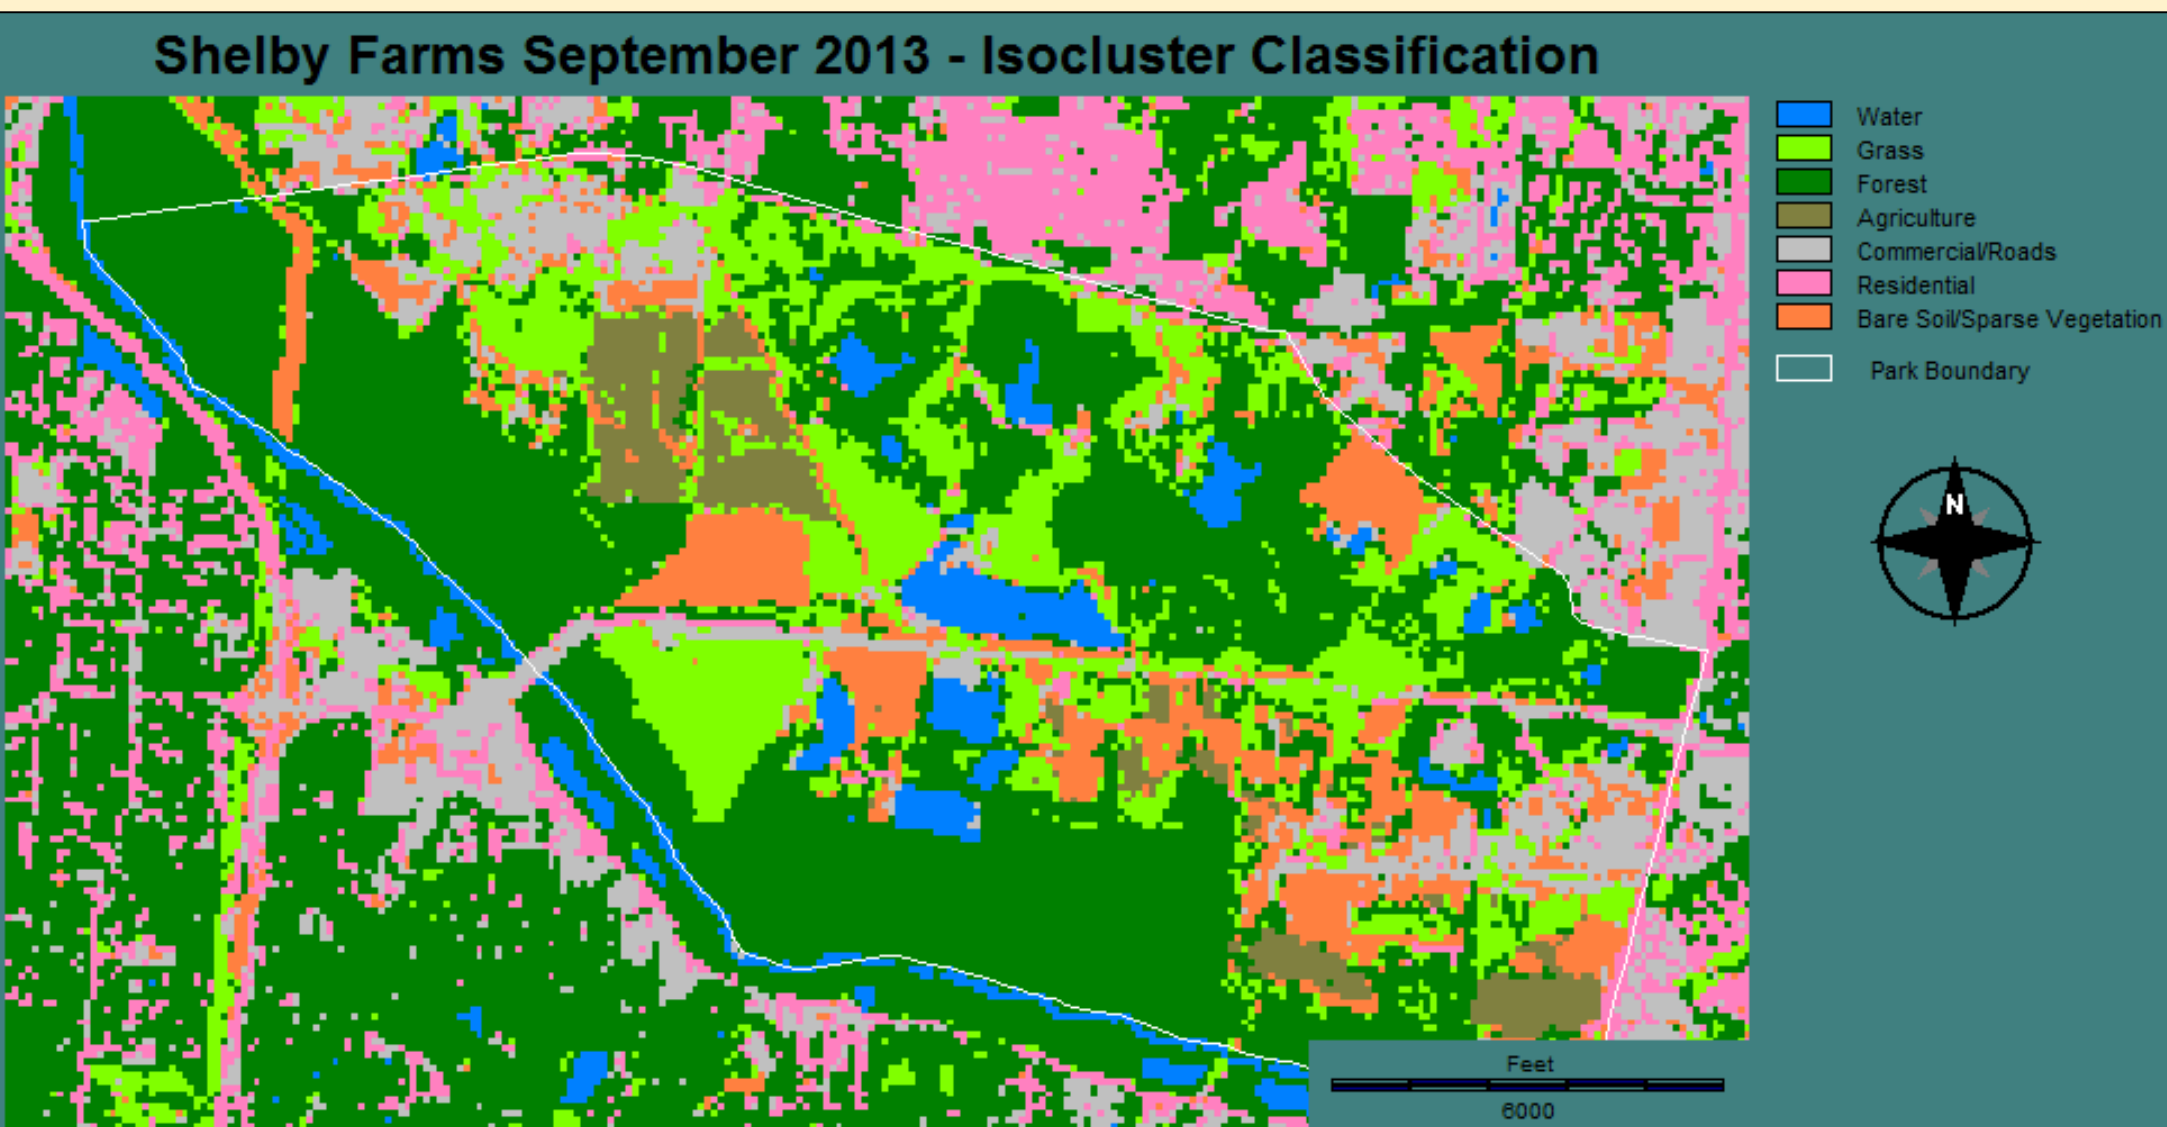 Shelby Farms September 2013 - Isocluster Classification
Water
Grass
Forest
Agriculture
Commercial/Roads
Residential
Bare Soil/Sparse Vegetation
Park Boundary
N
Feet
6000